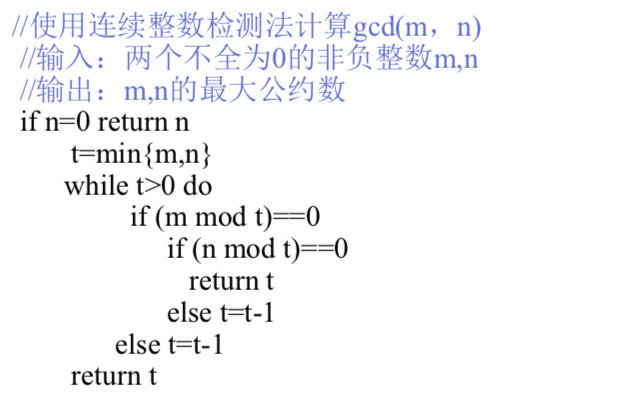 //使用连续整数检测法计算gcd(m，n)
//输入：两个不全为0的非负整数m,n
//输出：m,n的最大公约数
if n=0 return n
t=min{m,n}
while t>0 do
if (m mod t)==0
if (n mod t)==0
return t
else t=t-1
else t=t-1
return t